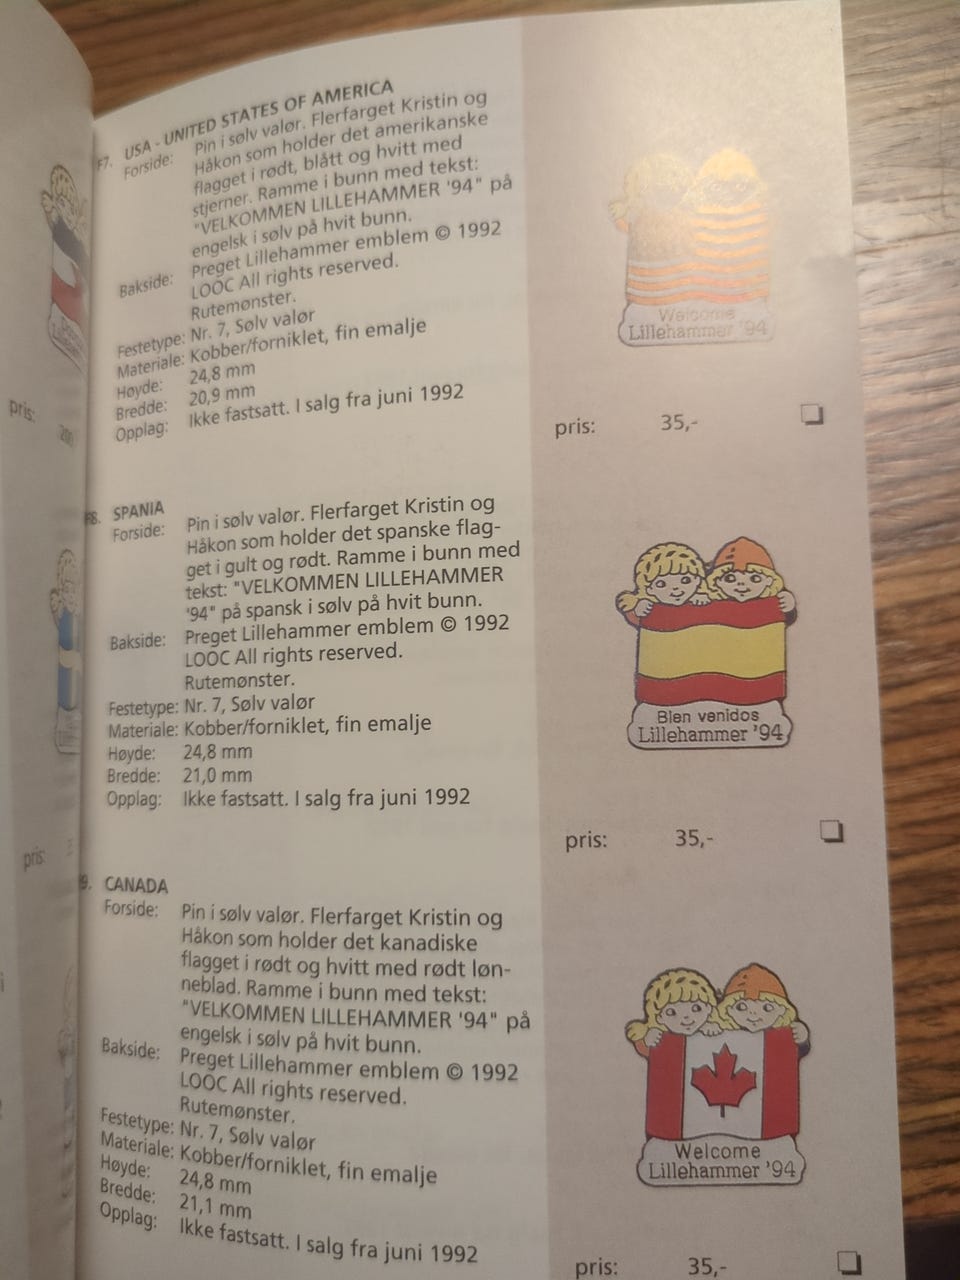 F7. USA - UNITED STATES OF AMERICA
Forside: Pin i sølv valør. Flerfarget Kristin og
Håkon som holder det amerikanske
flagget i rødt, blått og hvitt med
stjerner. Ramme i bunn med tekst:
"VELKOMMEN LILLEHAMMER '94" på
engelsk i sølv på hvit bunn.
Bakside: Preget Lillehammer emblem © 1992
LOOC All rights reserved.
Rutemønster.
Festetype: Nr. 7, Sølv valør
Materiale: Kobber/forniklet, fin emalje
Høyde: 24,8 mm
Bredde: 20,9 mm
Opplag: Ikke fastsatt. I salg fra juni 1992
Welcome
Lillehammer '94
pris: 35,-
F8. SPANIA
Forside: Pin i sølv valør. Flerfarget Kristin og
Håkon som holder det spanske flag-
get i gult og rødt. Ramme i bunn med
tekst: "VELKOMMEN LILLEHAMMER
'94" på spansk i sølv på hvit bunn.
Bakside: Preget Lillehammer emblem © 1992
LOOC All rights reserved.
Rutemønster.
Festetype: Nr. 7, Sølv valør
Materiale: Kobber/forniklet, fin emalje
Høyde: 24,8 mm
Bredde: 21,0 mm
Opplag: Ikke fastsatt. I salg fra juni 1992
Bien venidos
Lillehammer '94
pris: 35,-
9. CANADA
Forside: Pin i sølv valør. Flerfarget Kristin og
Håkon som holder det kanadiske
flagget i rødt og hvitt med rødt løn-
neblad. Ramme i bunn med tekst:
"VELKOMMEN LILLEHAMMER '94" på
engelsk i sølv på hvit bunn.
Bakside: Preget Lillehammer emblem © 1992
LOOC All rights reserved.
Rutemønster.
Festetype: Nr. 7, Sølv valør
Materiale: Kobber/forniklet, fin emalje
Høyde: 24,8 mm
Bredde: 21,1 mm
Opplag: Ikke fastsatt. I salg fra juni 1992
Welcome
Lillehammer '94
pris: 35,-
pris:
pris: